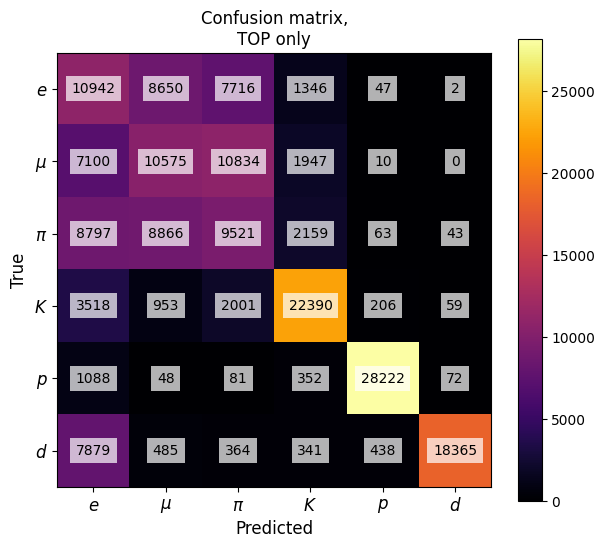 Confusion matrix,
TOP only
True
e 10942 8650 7716 1346 47 2
μ 7100 10575 10834 1947 10 0
π 8797 8866 9521 2159 63 43
K 3518 953 2001 22390 206 59
p 1088 48 81 352 28222 72
d 7879 485 364 341 438 18365
e μ π K p d
Predicted
25000
20000
15000
10000
5000
0